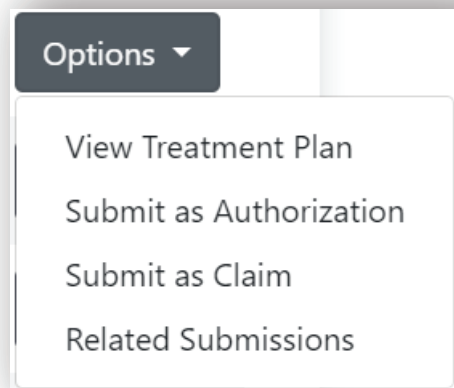 Options
View Treatment Plan
Submit as Authorization
Submit as Claim
Related Submissions